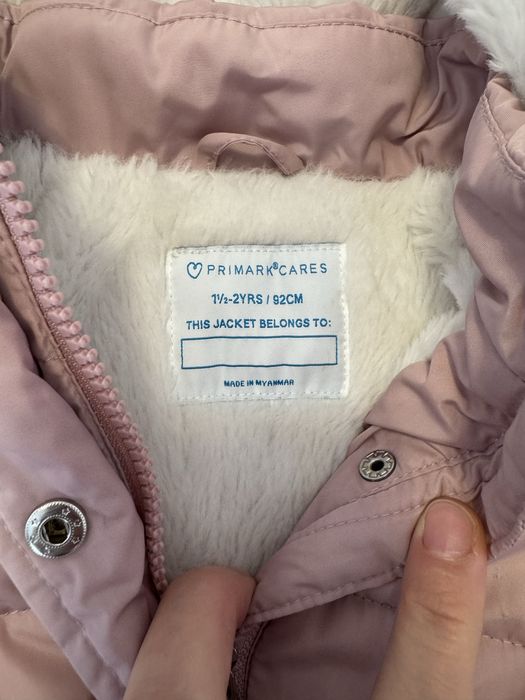 PRIMARK®CARES
1½-2YRS / 92CM
THIS JACKET BELONGS TO:
MADE IN MYANMAR